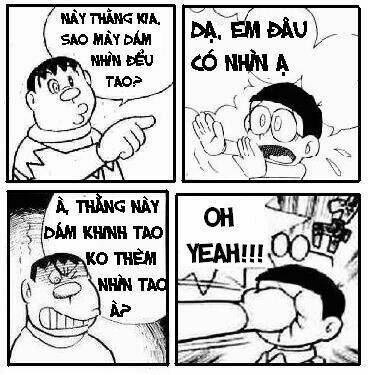 NÀY THẰNG KIA,
SAO MÀY DÁM
NHÌN ĐỂU
TAO?
DẠ, EM ĐÂU
CÓ NHÌN Ạ
À, THẰNG NÀY
DÁM KHINH TAO
KO THÈM
NHÌN TAO
À?
OH
YEAH!!!